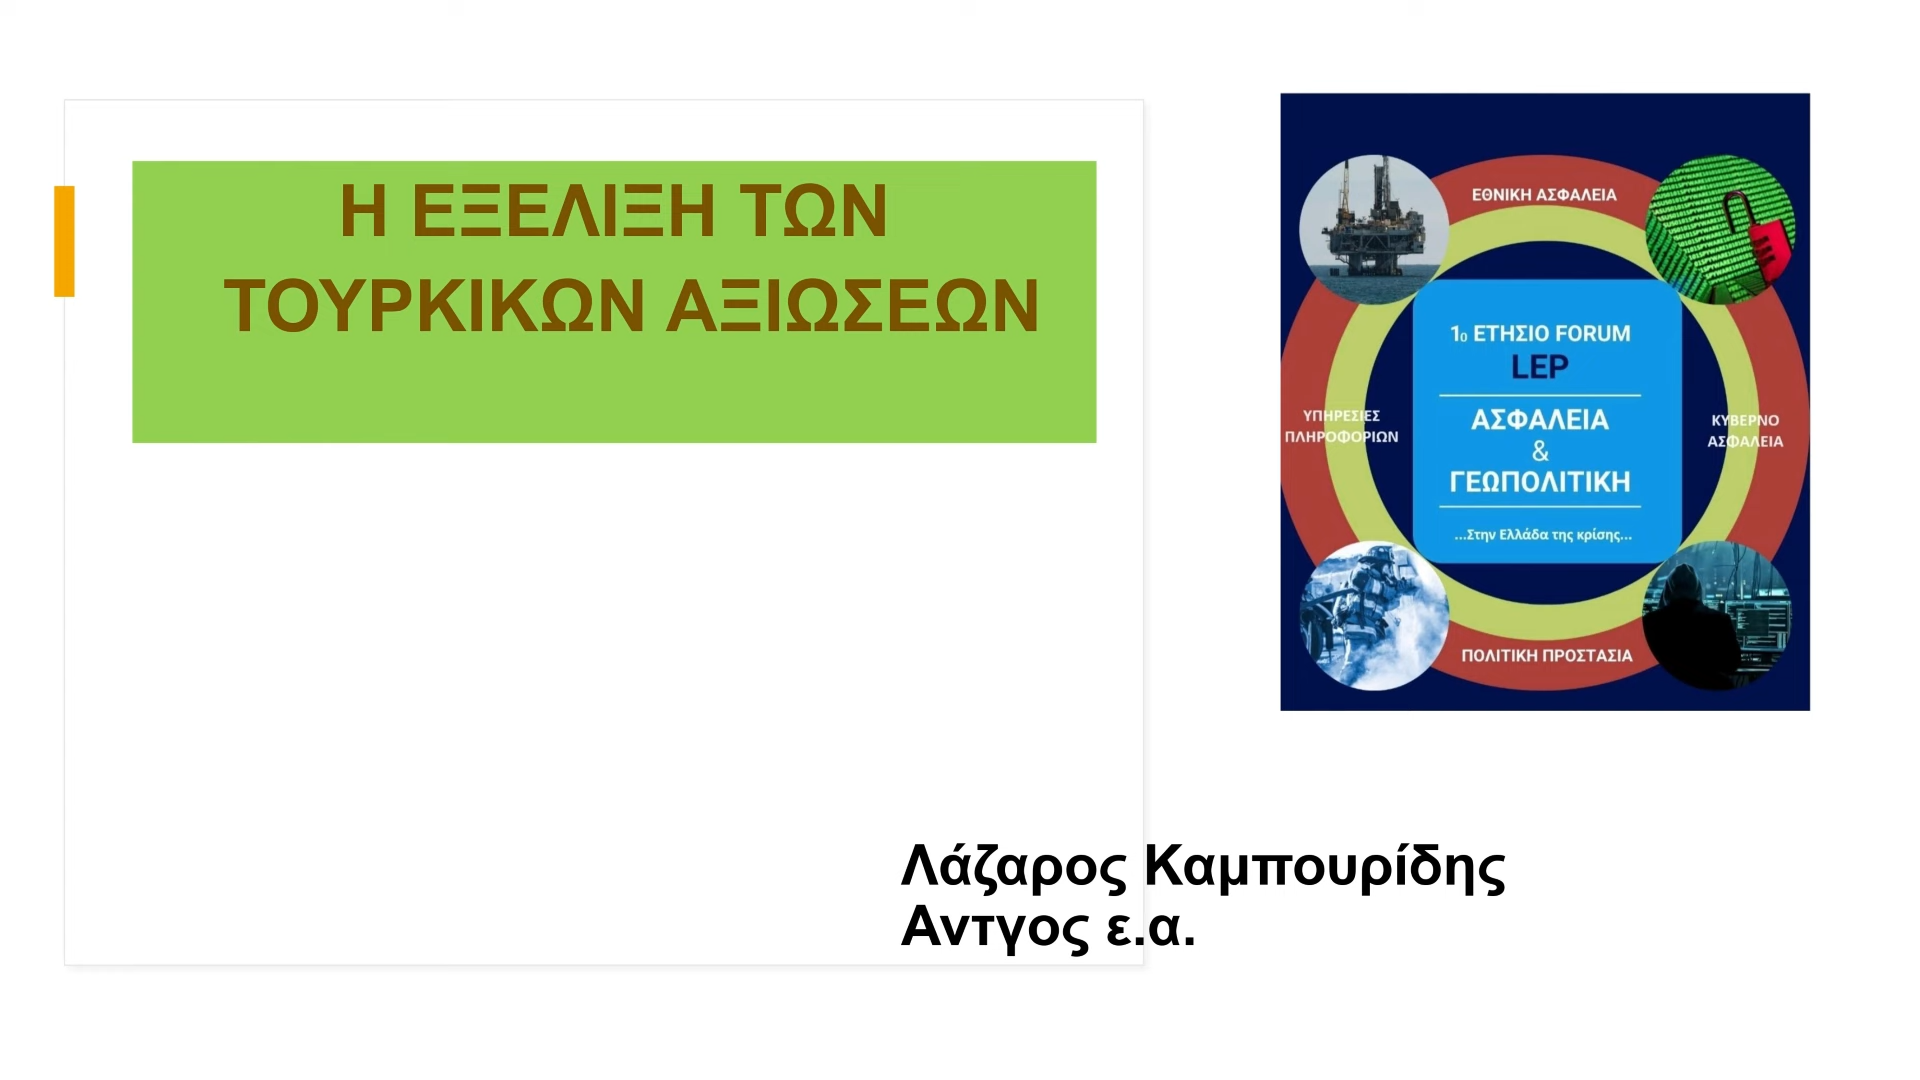 Η ΕΞΕΛΙΞΗ ΤΩΝ
ΤΟΥΡΚΙΚΩΝ ΑΞΙΩΣΕΩΝ
ΕΘΝΙΚΗ ΑΣΦΑΛΕΙΑ
1ο ΕΤΗΣΙΟ FORUM
LEP
ΑΣΦΑΛΕΙΑ
&
ΓΕΩΠΟΛΙΤΙΚΗ
...Στην Ελλάδα της κρίσης...
ΥΠΗΡΕΣΙΕΣ
ΠΛΗΡΟΦΟΡΙΩΝ
ΚΥΒΕΡΝΟ
ΑΣΦΑΛΕΙΑ
ΠΟΛΙΤΙΚΗ ΠΡΟΣΤΑΣΙΑ
Λάζαρος Καμπουρίδης
Αντγος ε.α.